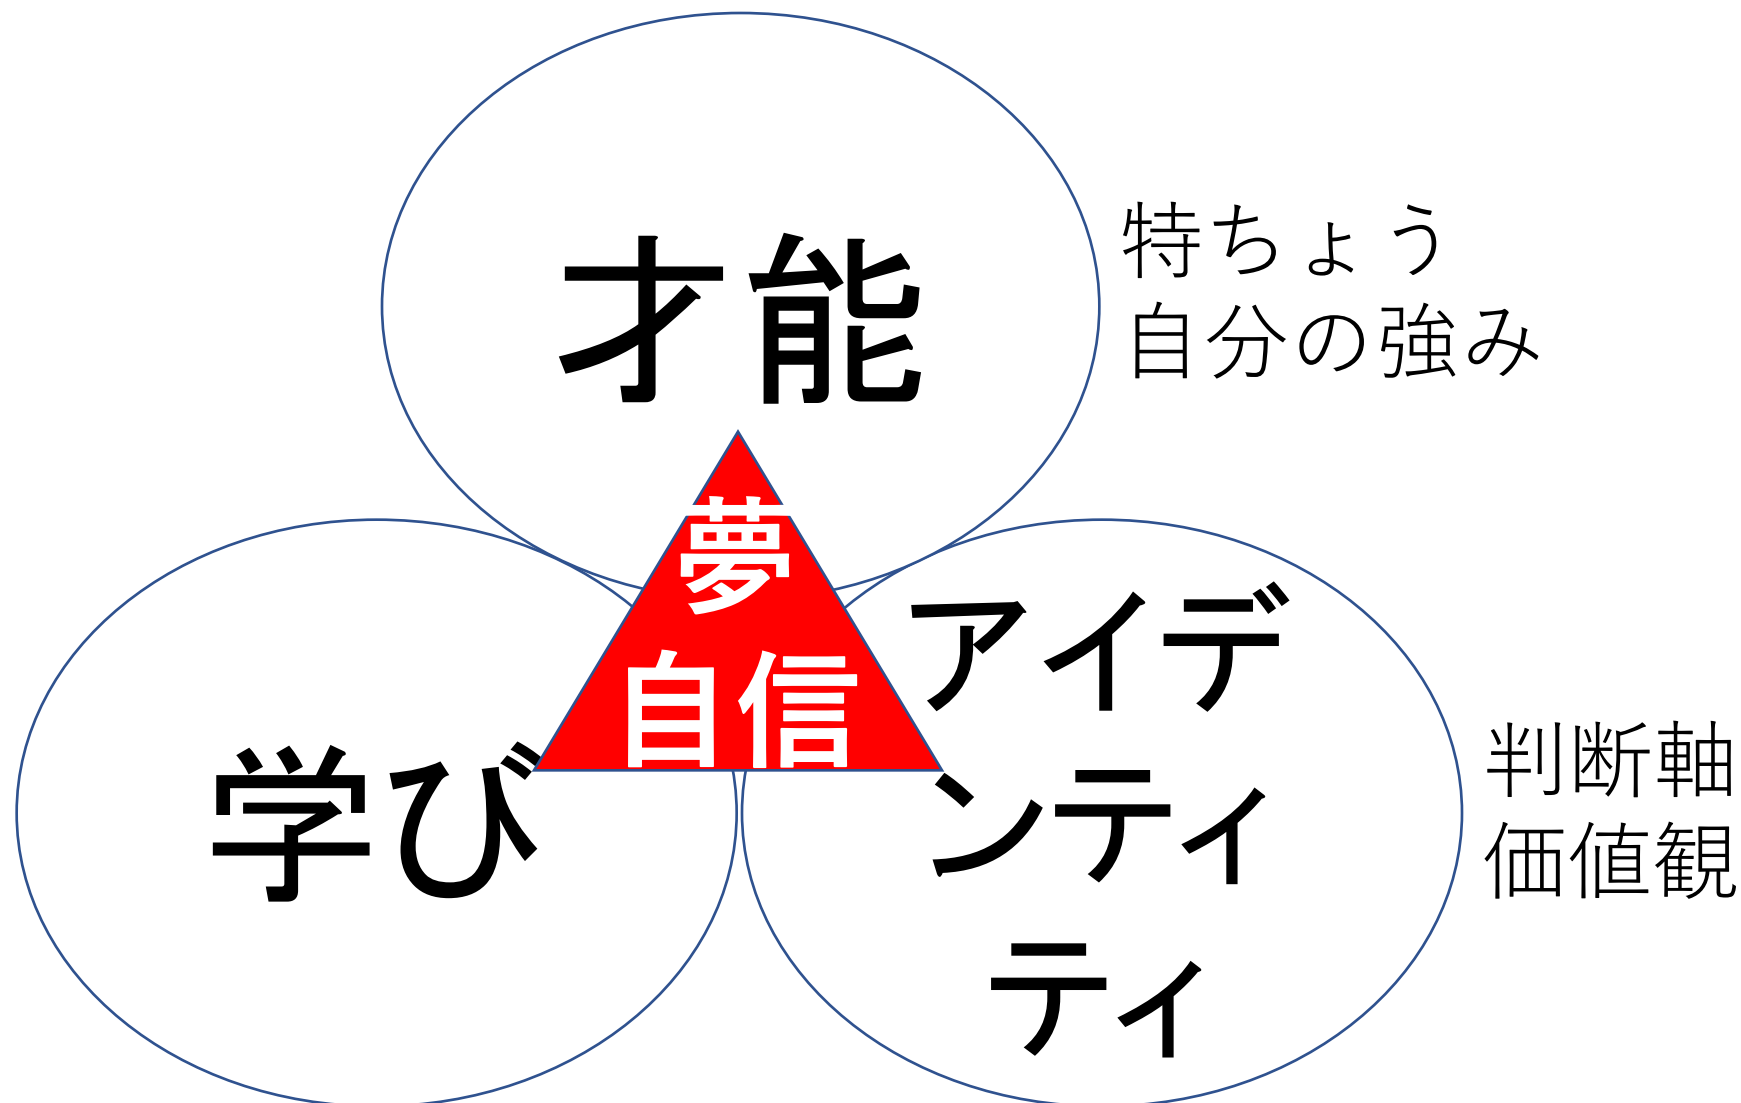 才能
特ちょう
自分の強み
夢
自信
学び
アイデ
ンティ
ティ
判断軸
価値観